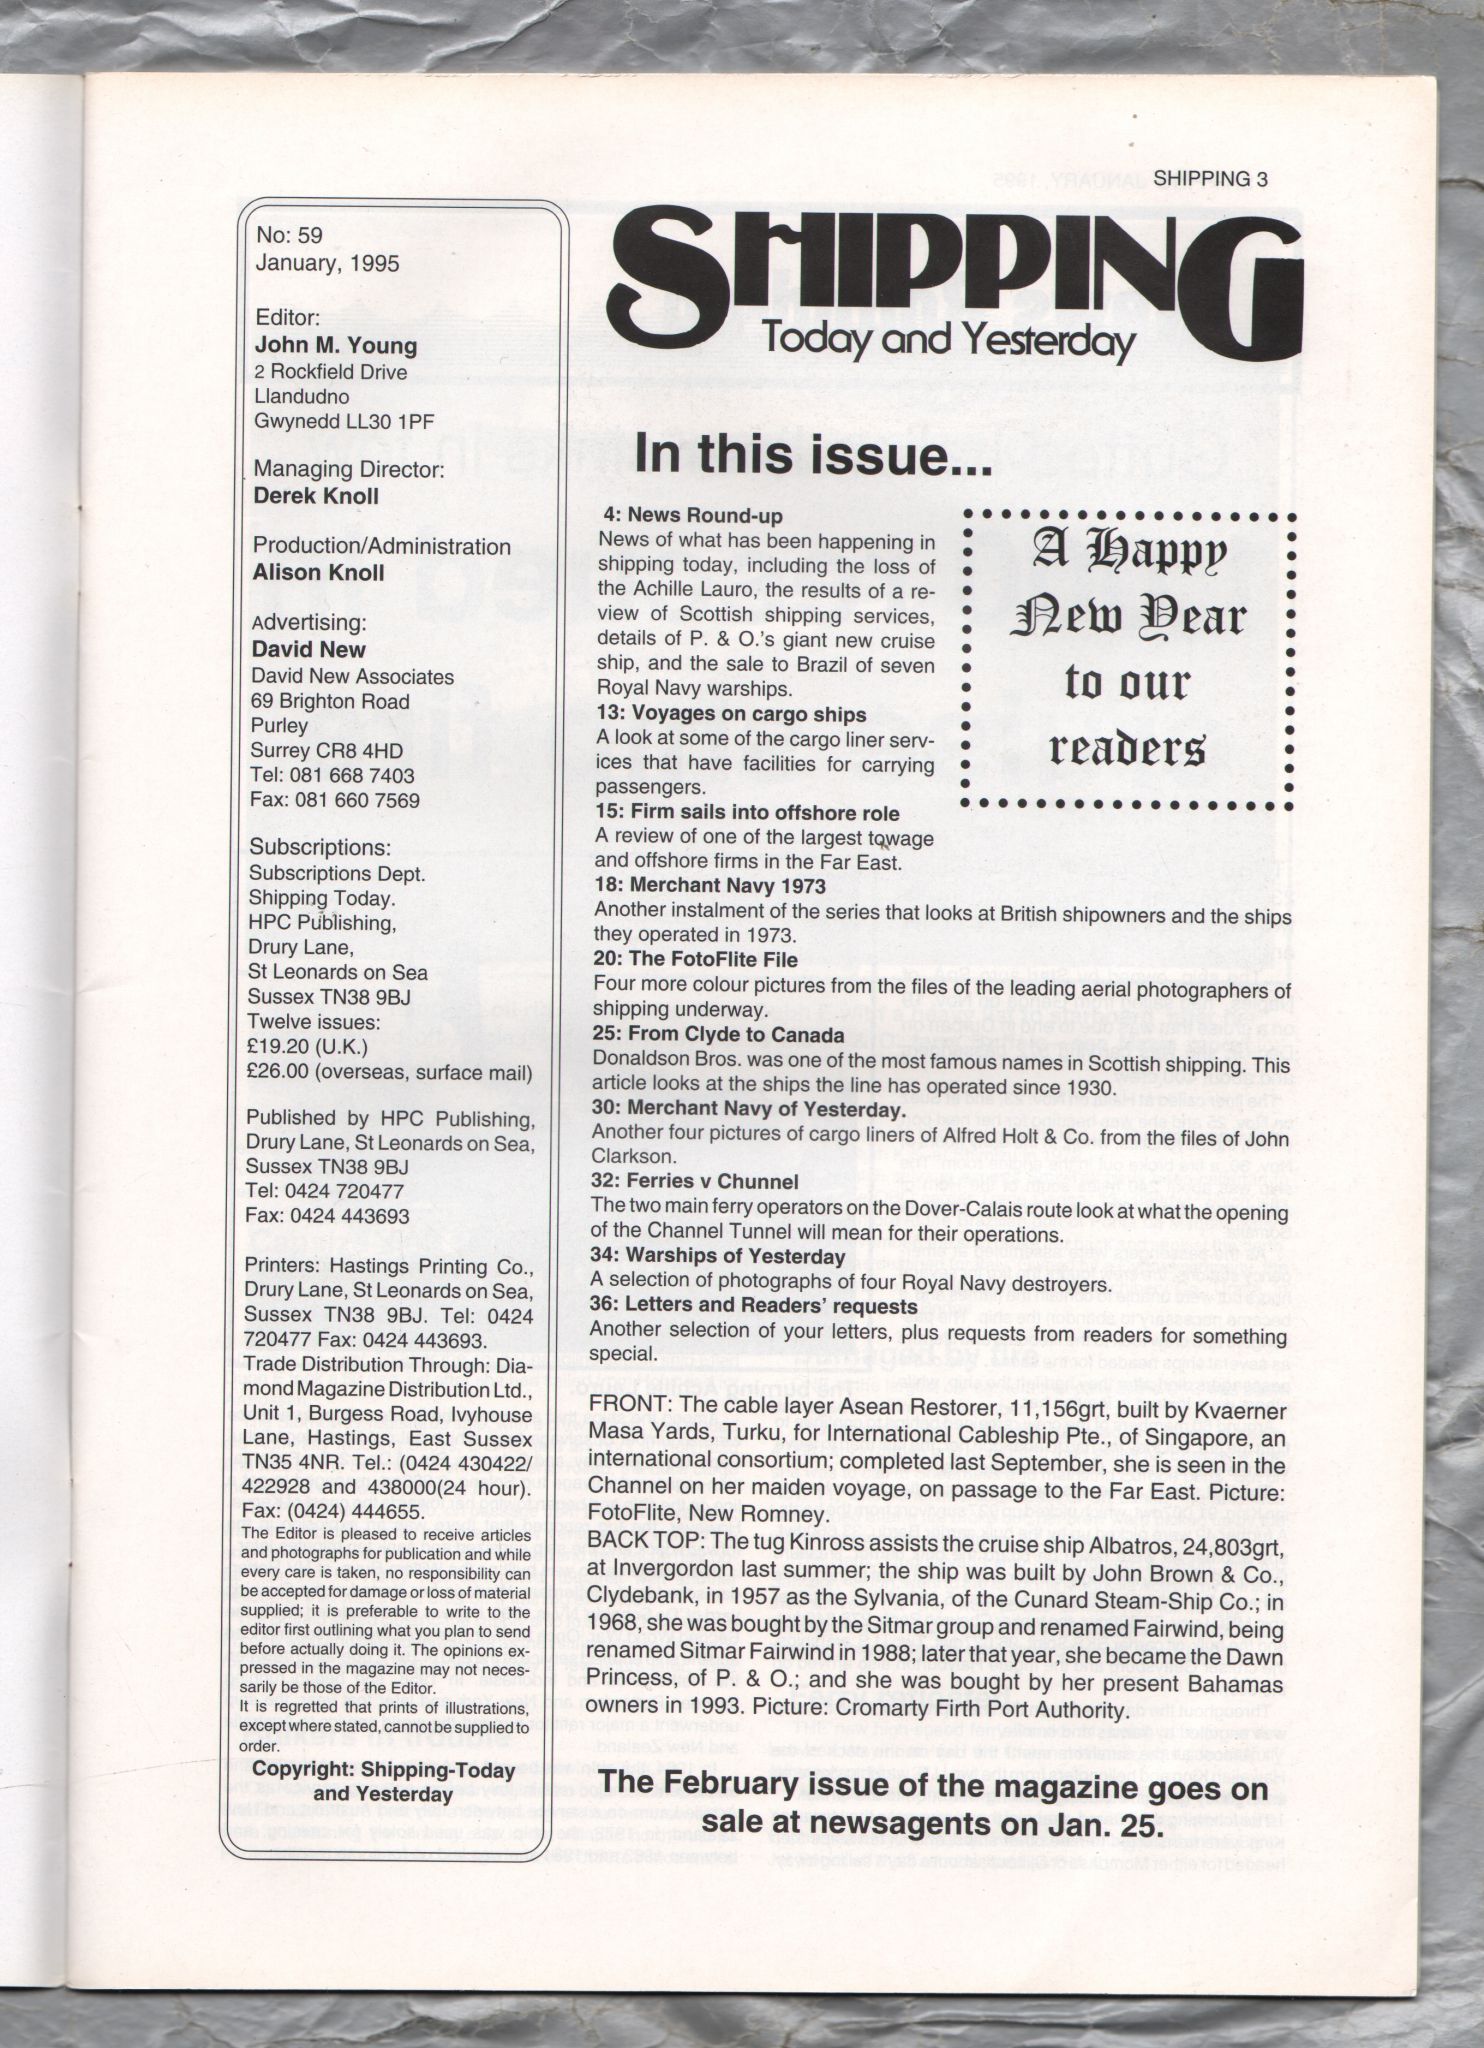 SHIPPING 3
No: 59
January, 1995
Editor:
John M. Young
2 Rockfield Drive
Llandudno
Gwynedd LL30 1PF
Managing Director:
Derek Knoll
Production/Administration
Alison Knoll
Advertising:
David New
David New Associates
69 Brighton Road
Purley
Surrey CR8 4HD
Tel: 081 668 7403
Fax: 081 660 7569
Subscriptions:
Subscriptions Dept.
Shipping Today.
HPC Publishing,
Drury Lane,
St Leonards on Sea
Sussex TN38 9BJ
Twelve issues:
£19.20 (U.K.)
£26.00 (overseas, surface mail)
Published by HPC Publishing,
Drury Lane, St Leonards on Sea,
Sussex TN38 9BJ
Tel: 0424 720477
Fax: 0424 443693
Printers: Hastings Printing Co.,
Drury Lane, St Leonards on Sea,
Sussex TN38 9BJ. Tel: 0424
720477 Fax: 0424 443693.
Trade Distribution Through: Dia-
mond Magazine Distribution Ltd.,
Unit 1, Burgess Road, Ivyhouse
Lane, Hastings, East Sussex
TN35 4NR. Tel.: (0424 430422/
422928 and 438000(24 hour).
Fax: (0424) 444655.
The Editor is pleased to receive articles
and photographs for publication and while
every care is taken, no responsibility can
be accepted for damage or loss of material
supplied; it is preferable to write to the
editor first outlining what you plan to send
before actually doing it. The opinions ex-
pressed in the magazine may not neces-
sarily be those of the Editor.
It is regretted that prints of illustrations,
except where stated, cannot be supplied to
order.
Copyright: Shipping-Today
and Yesterday
SHIPPING
Today and Yesterday
In this issue...
4: News Round-up
News of what has been happening in
shipping today, including the loss of
the Achille Lauro, the results of a re-
view of Scottish shipping services,
details of P. & O.'s giant new cruise
ship, and the sale to Brazil of seven
Royal Navy warships.
13: Voyages on cargo ships
A look at some of the cargo liner serv-
ices that have facilities for carrying
passengers.
15: Firm sails into offshore role
A review of one of the largest towage
and offshore firms in the Far East.
A Happy
New Year
to our
readers
18: Merchant Navy 1973
Another instalment of the series that looks at British shipowners and the ships
they operated in 1973.
20: The FotoFlite File
Four more colour pictures from the files of the leading aerial photographers of
shipping underway.
25: From Clyde to Canada
Donaldson Bros. was one of the most famous names in Scottish shipping. This
article looks at the ships the line has operated since 1930.
30: Merchant Navy of Yesterday.
Another four pictures of cargo liners of Alfred Holt & Co. from the files of John
Clarkson.
32: Ferries v Chunnel
The two main ferry operators on the Dover-Calais route look at what the opening
of the Channel Tunnel will mean for their operations.
34: Warships of Yesterday
A selection of photographs of four Royal Navy destroyers.
36: Letters and Readers' requests
Another selection of your letters, plus requests from readers for something
special.
FRONT: The cable layer Asean Restorer, 11,156grt, built by Kvaerner
Masa Yards, Turku, for International Cableship Pte., of Singapore, an
international consortium; completed last September, she is seen in the
Channel on her maiden voyage, on passage to the Far East. Picture:
FotoFlite, New Romney.
BACK TOP: The tug Kinross assists the cruise ship Albatros, 24,803grt,
at Invergordon last summer; the ship was built by John Brown & Co.,
Clydebank, in 1957 as the Sylvania, of the Cunard Steam-Ship Co.; in
1968, she was bought by the Sitmar group and renamed Fairwind, being
renamed Sitmar Fairwind in 1988; later that year, she became the Dawn
Princess, of P. & O.; and she was bought by her present Bahamas
owners in 1993. Picture: Cromarty Firth Port Authority.
The February issue of the magazine goes on
sale at newsagents on Jan. 25.